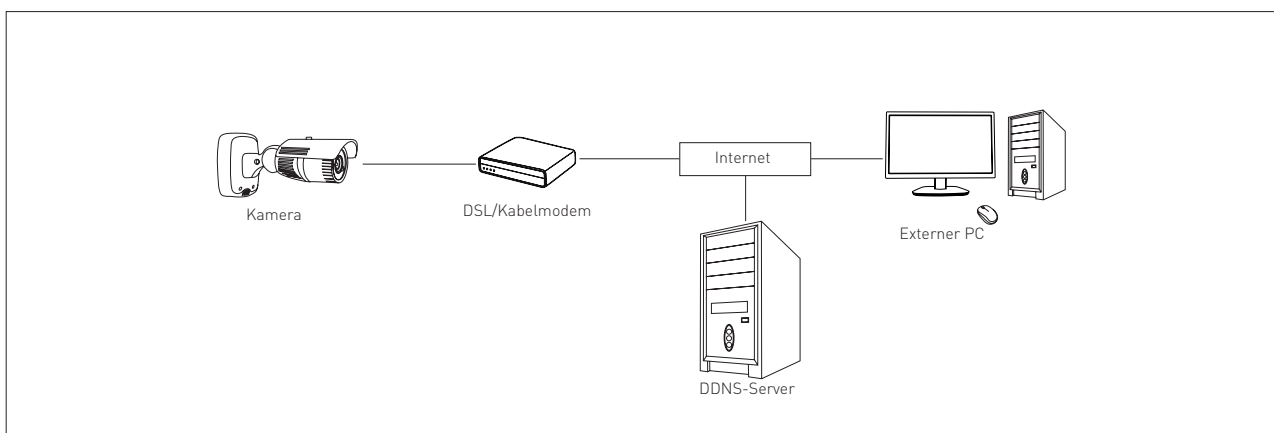 Internet
Kamera
DSL/Kabelmodem
Externer PC
DDNS-Server